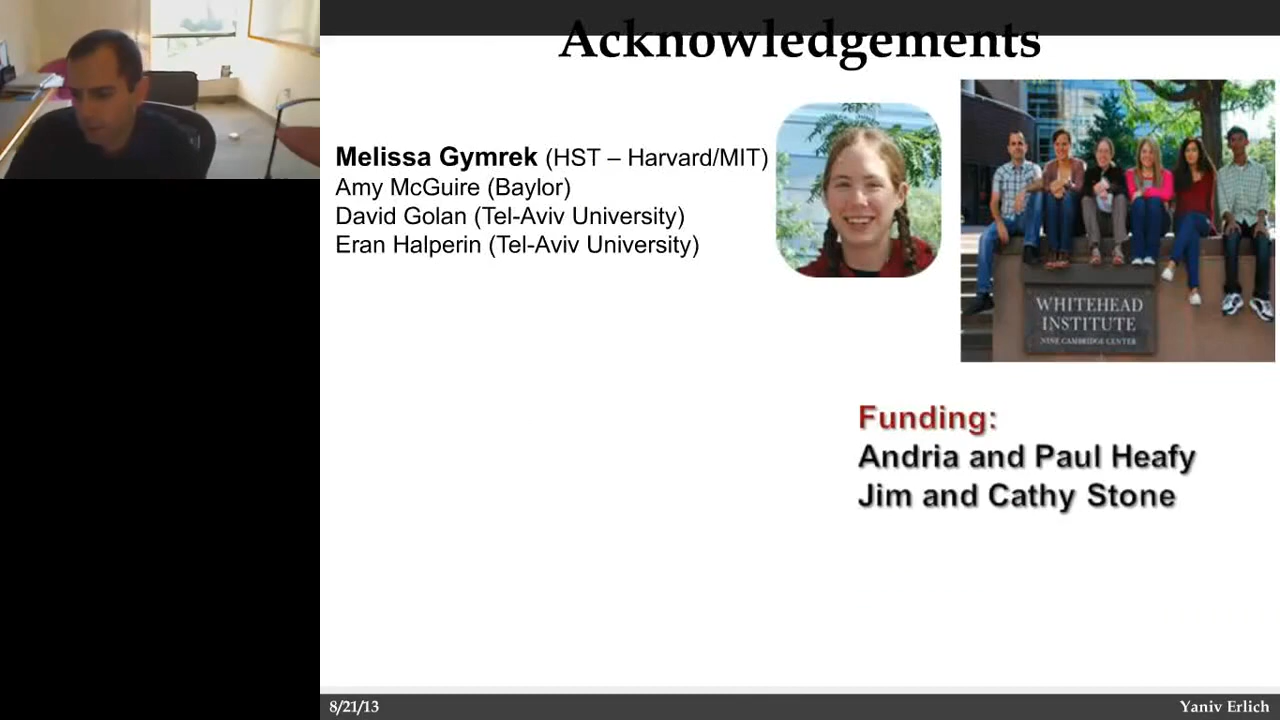 Acknowledgements
Melissa Gymrek (HST – Harvard/MIT)
Amy McGuire (Baylor)
David Golan (Tel-Aviv University)
Eran Halperin (Tel-Aviv University)
WHITEHEAD
INSTITUTE
NINE CAMBRIDGE CENTER
Funding:
Andria and Paul Heafy
Jim and Cathy Stone
8/21/13
Yaniv Erlich